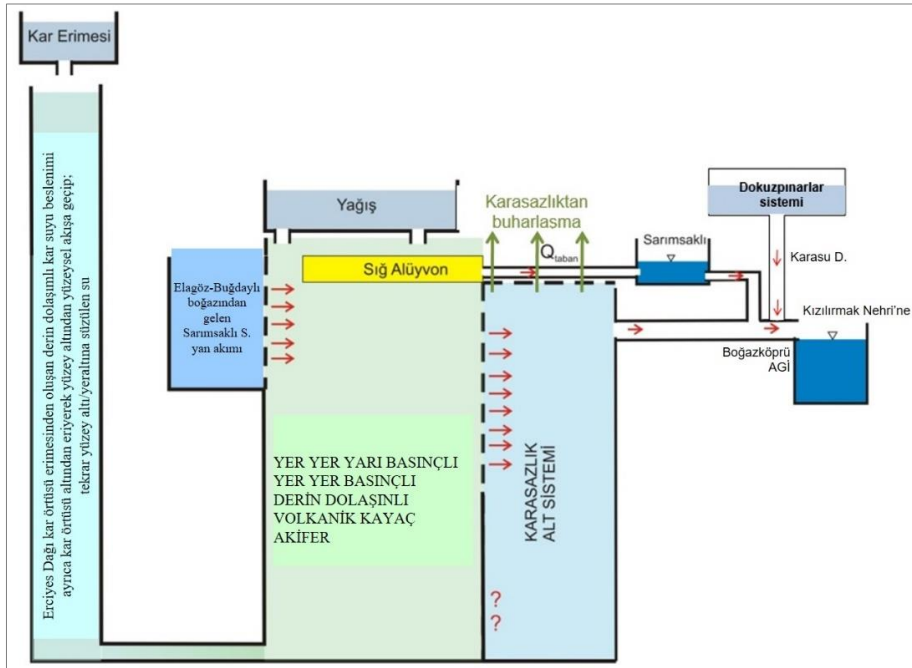 Kar Erimesi
Erciyes Dağı kar örtüsü erimesinden oluşan derin dolaşımlı kar suyu beslenimi
ayrıca kar örtüsü altından eriyerek yüzey altından yüzeysel akışa geçip;
tekrar yüzey altı/yeraltına süzülen su
Elagöz-Buğdaylı
boğazından
gelen
Sarımsaklı S.
yan akımı
Yağış
Sığ Alüyvon
YER YER YARI BASINÇLI
YER YER BASINÇLI
DERİN DOLAŞINLI
VOLKANİK KAYAÇ
AKİFER
Karasazlıktan
buharlaşma
Qtaban
KARASAZLIK
ALT SİSTEMİ
?
?
Sarımsaklı
Dokuzpınarlar
sistemi
Karasu D.
Kızılırmak Nehri'ne
Boğazköprü
AGİ